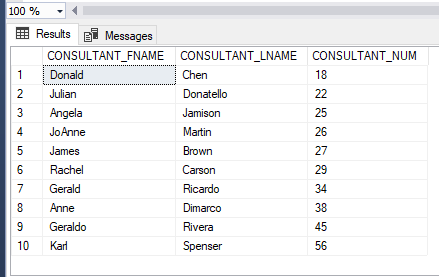 100 %
Results Messages
CONSULTANT_FNAME CONSULTANT_LNAME CONSULTANT_NUM
1 Donald Chen 18
2 Julian Donatello 22
3 Angela Jamison 25
4 JoAnne Martin 26
5 James Brown 27
6 Rachel Carson 29
7 Gerald Ricardo 34
8 Anne Dimarco 38
9 Geraldo Rivera 45
10 Karl Spenser 56